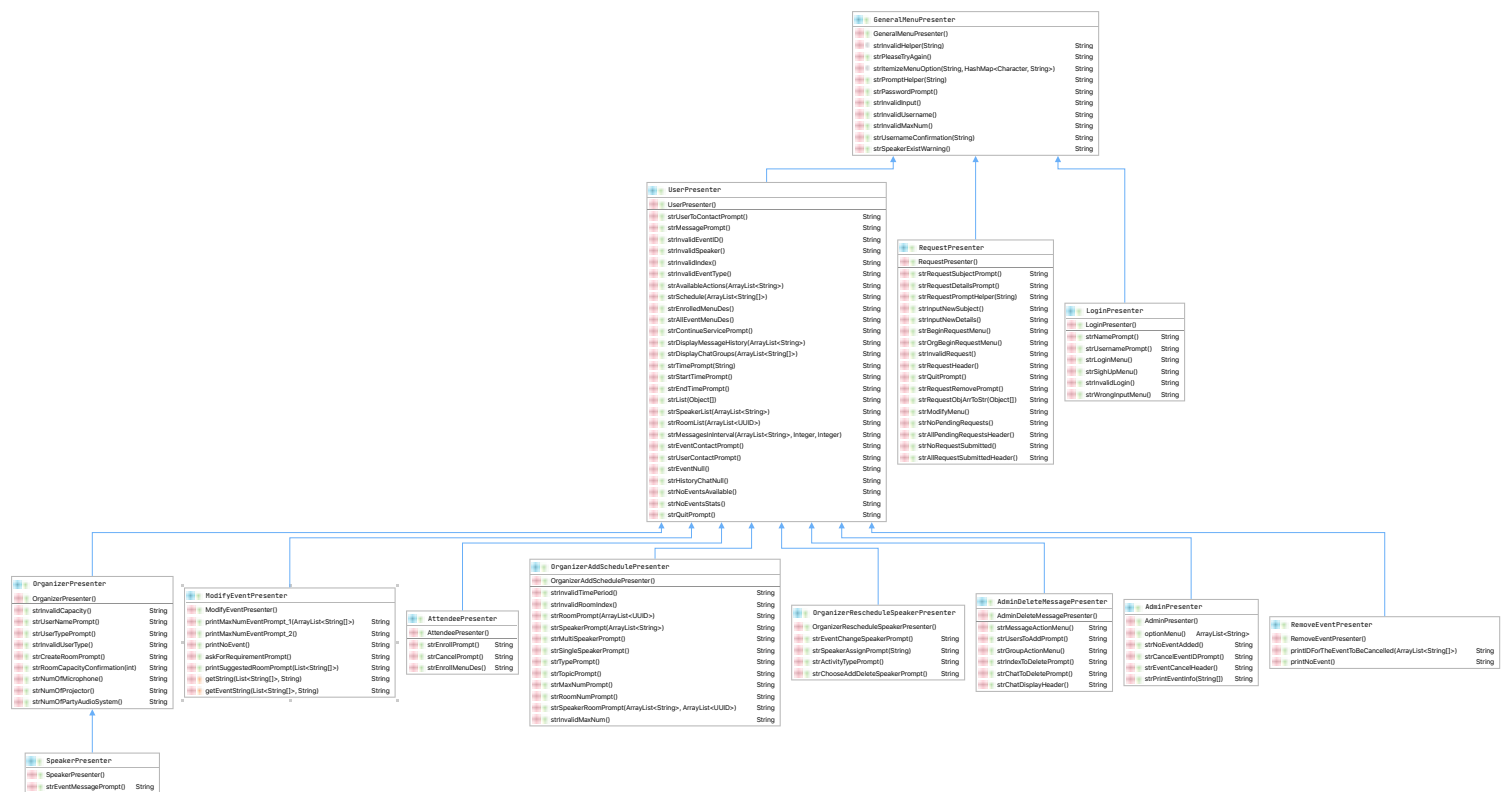 GeneralMenuPresenter
GeneralMenuPresenter()
strInvalidHelper(String) String
strPleaseTryAgain() String
strItemizeMenuOption(String, HashMap<Character, String>) String
strPromptHelper(String) String
strPasswordPrompt() String
strInvalidInput() String
strInvalidUsername() String
strInvalidMaxNum() String
strUsernameConfirmation(String) String
strSpeakerExistWarning() String
UserPresenter
UserPresenter()
strUserToContactPrompt() String
strMessagePrompt() String
strInvalidEventID() String
strInvalidSpeaker() String
strInvalidIndex() String
strInvalidEventType() String
strAvailableActions(ArrayList<String>) String
strSchedule(ArrayList<String[]>) String
strEnrolledMenuDes() String
strAllEventMenuDes() String
strContinueServicePrompt() String
strDisplayMessageHistory(ArrayList<String>) String
strDisplayChatGroups(ArrayList<String[]>) String
strTimePrompt(String) String
strStartTimePrompt() String
strEndTimePrompt() String
strList(Object[]) String
strSpeakerList(ArrayList<String>) String
strRoomList(ArrayList<UUID>) String
strMessagesInInterval(ArrayList<String>, Integer, Integer) String
strEventContactPrompt() String
strUserContactPrompt() String
strEventNull() String
strHistoryChatNull() String
strNoEventsAvailable() String
strNoEventsStats() String
strQuitPrompt() String
RequestPresenter
RequestPresenter()
strRequestSubjectPrompt() String
strRequestDetailsPrompt() String
strRequestPromptHelper(String) String
strInputNewSubject() String
strInputNewDetails() String
strBeginRequestMenu() String
strOrgBeginRequestMenu() String
strInvalidRequest() String
strRequestHeader() String
strQuitPrompt() String
strRequestRemovePrompt() String
strRequestObjArrToStr(Object[]) String
strModifyMenu() String
strNoPendingRequests() String
strAllPendingRequestsHeader() String
strNoRequestSubmitted() String
strAllRequestSubmittedHeader() String
LoginPresenter
LoginPresenter()
strNamePrompt() String
strUsernamePrompt() String
strLoginMenu() String
strSighUpMenu() String
strInvalidLogin() String
strWrongInputMenu() String
OrganizerPresenter
OrganizerPresenter()
strInvalidCapacity() String
strUserNamePrompt() String
strUserTypePrompt() String
strInvalidUserType() String
strCreateRoomPrompt() String
strRoomCapacityConfirmation(int) String
strNumOfMicrophone() String
strNumOfProjector() String
strNumOfPartyAudioSystem() String
ModifyEventPresenter
ModifyEventPresenter()
printMaxNumEventPrompt_1(ArrayList<String[]>) String
printMaxNumEventPrompt_2() String
printNoEvent() String
askForRequirementPrompt() String
printSuggestedRoomPrompt(List<String[]>) String
getString(List<String[]>, String) String
getEventString(List<String[]>, String) String
AttendeePresenter
AttendeePresenter()
strEnrollPrompt() String
strCancelPrompt() String
strEnrollMenuDes() String
OrganizerAddSchedulePresenter
OrganizerAddSchedulePresenter()
strInvalidTimePeriod() String
strInvalidRoomIndex() String
strRoomPrompt(ArrayList<UUID>) String
strSpeakerPrompt(ArrayList<String>) String
strMultiSpeakerPrompt() String
strSingleSpeakerPrompt() String
strTypePrompt() String
strTopicPrompt() String
strMaxNumPrompt() String
strRoomNumPrompt() String
strSpeakerRoomPrompt(ArrayList<String>, ArrayList<UUID>) String
strInvalidMaxNum() String
OrganizerRescheduleSpeakerPresenter
OrganizerRescheduleSpeakerPresenter()
strEventChangeSpeakerPrompt() String
strSpeakerAssignPrompt(String) String
strActivityTypePrompt() String
strChooseAddDeleteSpeakerPrompt() String
AdminDeleteMessagePresenter
AdminDeleteMessagePresenter()
strMessageActionMenu() String
strUsersToAddPrompt() String
strGroupActionMenu() String
strIndexToDeletePrompt() String
strChatToDeletePrompt() String
strChatDisplayHeader() String
AdminPresenter
AdminPresenter()
optionMenu() ArrayList<String>
strNoEventAdded() String
strCancelEventIDPrompt() String
strEventCancelHeader() String
strPrintEventInfo(String[]) String
RemoveEventPresenter
RemoveEventPresenter()
printIDForTheEventToBeCancelled(ArrayList<String[]>) String
printNoEvent() String
SpeakerPresenter
SpeakerPresenter()
strEventMessagePrompt() String